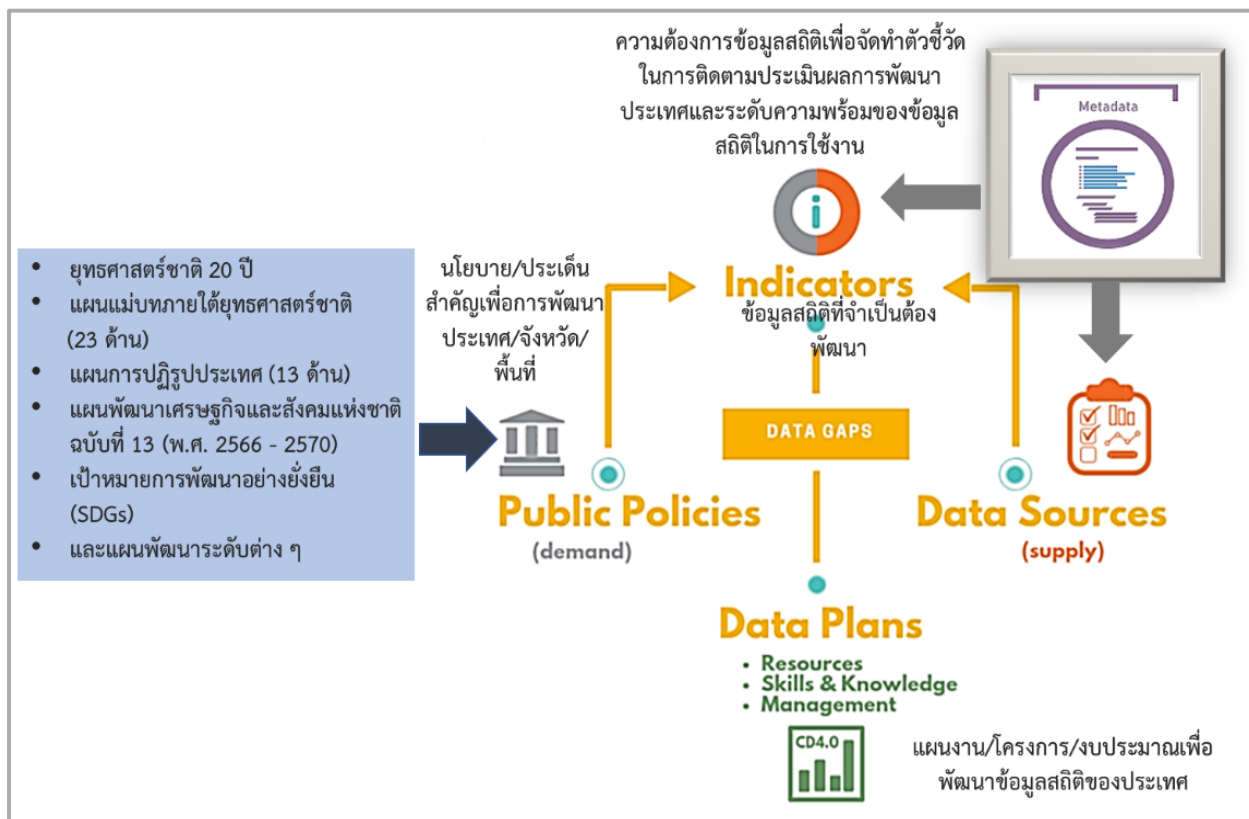 ความต้องการข้อมูลสถิติเพื่อจัดทำตัวชี้วัด
ในการติดตามประเมินผลการพัฒนา
ประเทศและระดับความพร้อมของข้อมูล
สถิติในการใช้งาน
Metadata
• ยุทธศาสตร์ชาติ 20 ปี
• แผนแม่บทภายใต้ยุทธศาสตร์ชาติ
(23 ด้าน)
• แผนการปฏิรูปประเทศ (13 ด้าน)
• แผนพัฒนาเศรษฐกิจและสังคมแห่งชาติ
ฉบับที่ 13 (พ.ศ. 2566 - 2570)
• เป้าหมายการพัฒนาอย่างยั่งยืน
(SDGs)
• และแผนพัฒนาระดับต่าง ๆ
นโยบาย/ประเด็น
สำคัญเพื่อการพัฒนา
ประเทศ/จังหวัด/
พื้นที่
i
Indicators
ข้อมูลสถิติที่จำเป็นต้อง
พัฒนา
DATA GAPS
Public Policies
(demand)
Data Sources
(supply)
Data Plans
• Resources
• Skills & Knowledge
• Management
CD4.0
แผนงาน/โครงการ/งบประมาณเพื่อ
พัฒนาข้อมูลสถิติของประเทศ